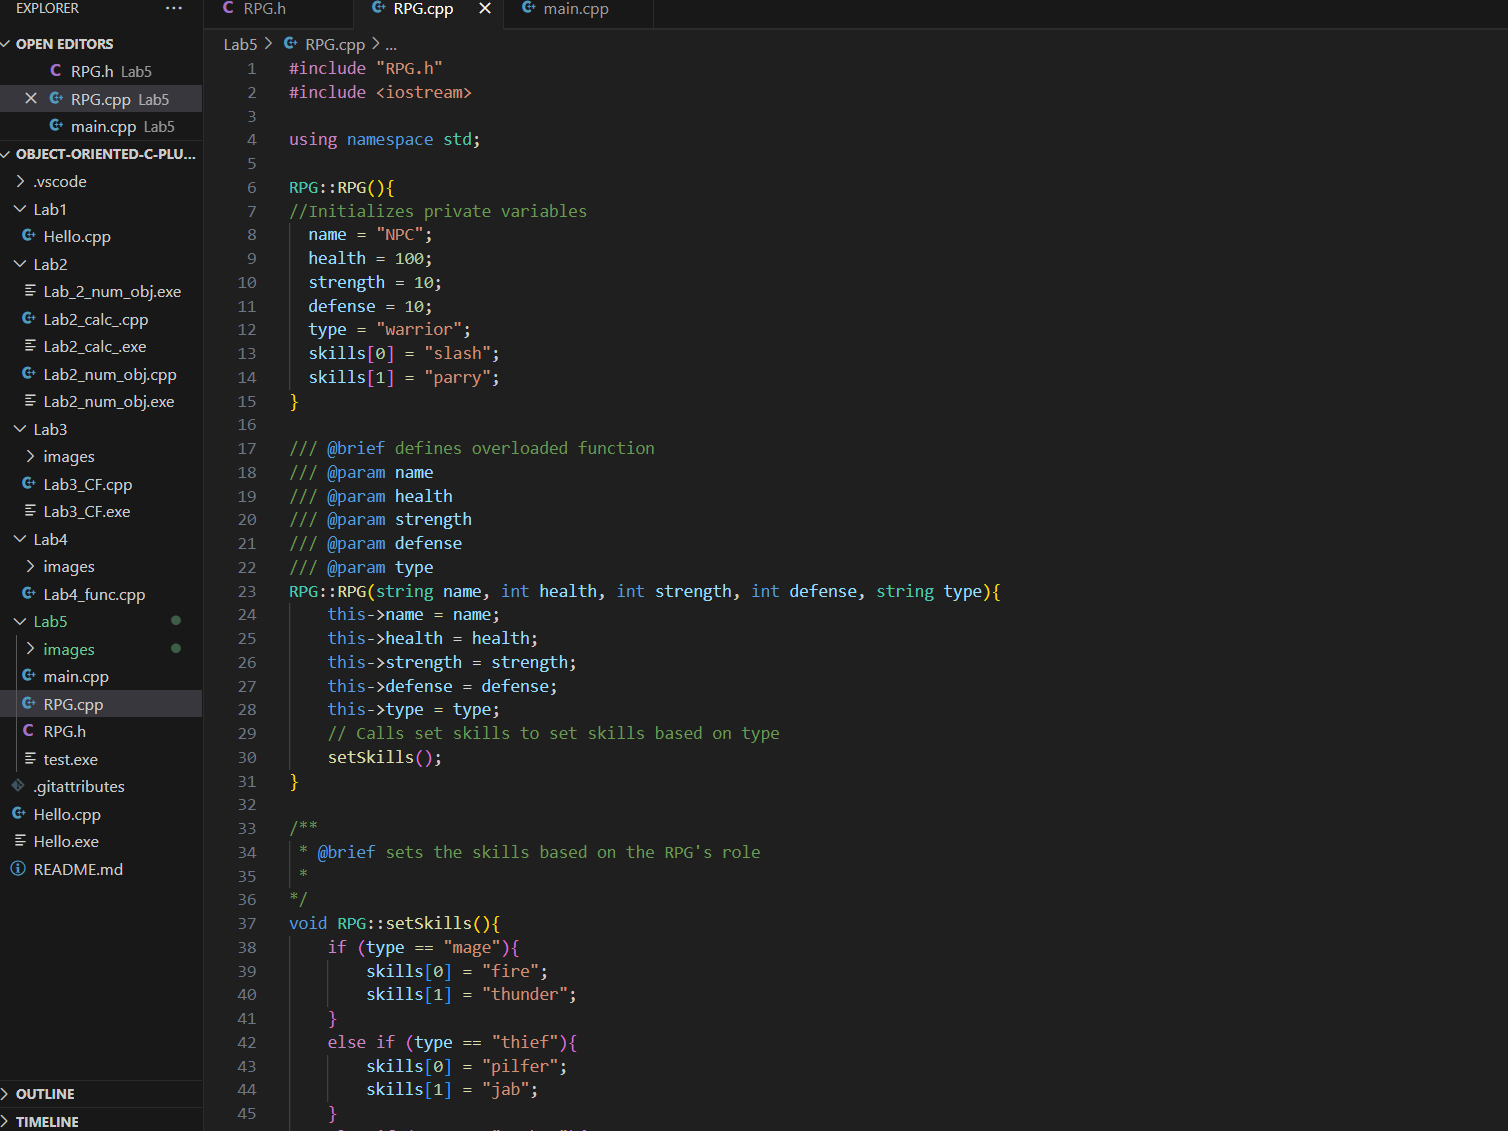 EXPLORER ···
OPEN EDITORS
C RPG.h Lab5
RPG.cpp Lab5
main.cpp Lab5
OBJECT-ORIENTED-C-PLU...
.vscode
Lab1
Hello.cpp
Lab2
Lab_2_num_obj.exe
Lab2_calc_.cpp
Lab2_calc_.exe
Lab2_num_obj.cpp
Lab2_num_obj.exe
Lab3
images
Lab3_CF.cpp
Lab3_CF.exe
Lab4
images
Lab4_func.cpp
Lab5
images
main.cpp
RPG.cpp
C RPG.h
test.exe
.gitattributes
Hello.cpp
Hello.exe
README.md
OUTLINE
TIMELINE
C RPG.h RPG.cpp main.cpp
Lab5 > RPG.cpp > ...
1 #include "RPG.h"
2 #include <iostream>
3
4 using namespace std;
5
6 RPG::RPG(){
7 //Initializes private variables
8 name = "NPC";
9 health = 100;
10 strength = 10;
11 defense = 10;
12 type = "warrior";
13 skills[0] = "slash";
14 skills[1] = "parry";
15 }
16
17 /// @brief defines overloaded function
18 /// @param name
19 /// @param health
20 /// @param strength
21 /// @param defense
22 /// @param type
23 RPG::RPG(string name, int health, int strength, int defense, string type){
24 this->name = name;
25 this->health = health;
26 this->strength = strength;
27 this->defense = defense;
28 this->type = type;
29 // Calls set skills to set skills based on type
30 setSkills();
31 }
32
33 /**
34 * @brief sets the skills based on the RPG's role
35 *
36 */
37 void RPG::setSkills(){
38 if (type == "mage"){
39 skills[0] = "fire";
40 skills[1] = "thunder";
41 }
42 else if (type == "thief"){
43 skills[0] = "pilfer";
44 skills[1] = "jab";
45 }